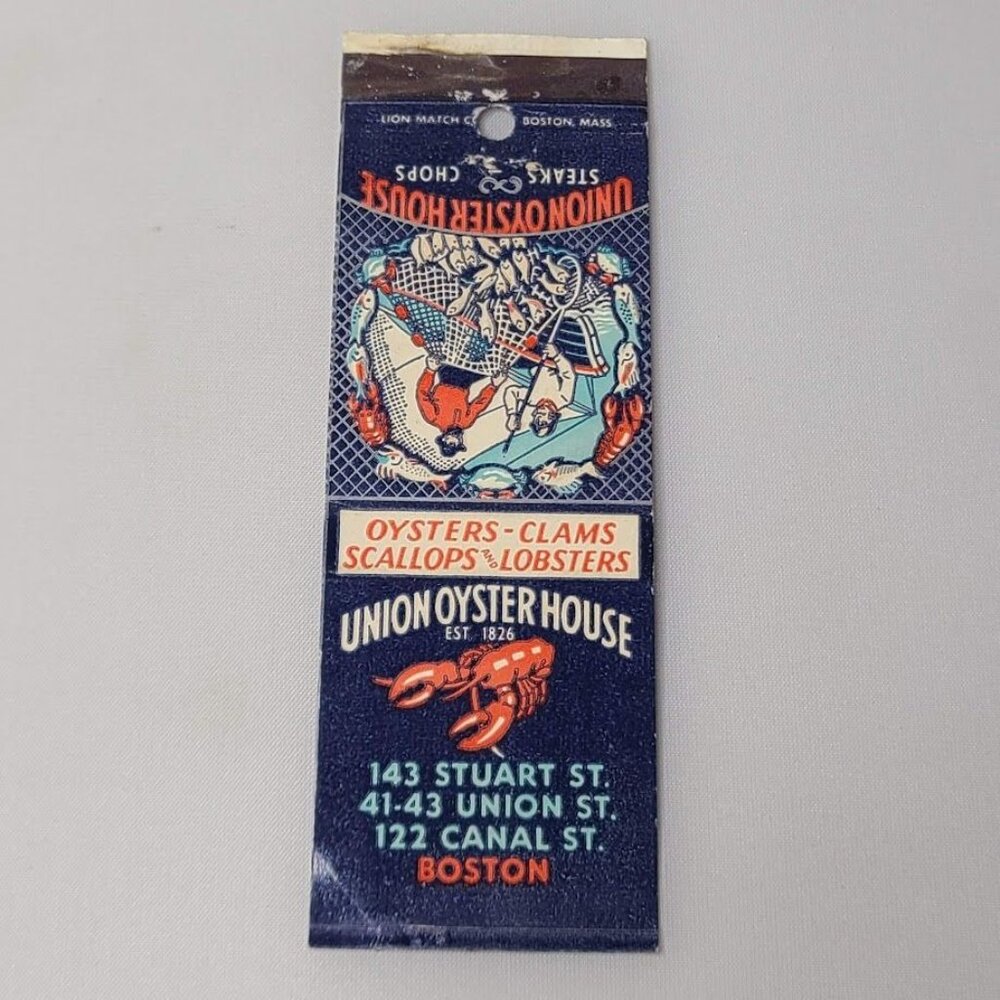 LION MATCH C BOSTON, MASS
UNION OYSTER HOUSE
STEAKS CHOPS
OYSTERS - CLAMS
SCALLOPS AND LOBSTERS
UNION OYSTER HOUSE
EST. 1826
143 STUART ST.
41-43 UNION ST.
122 CANAL ST.
BOSTON